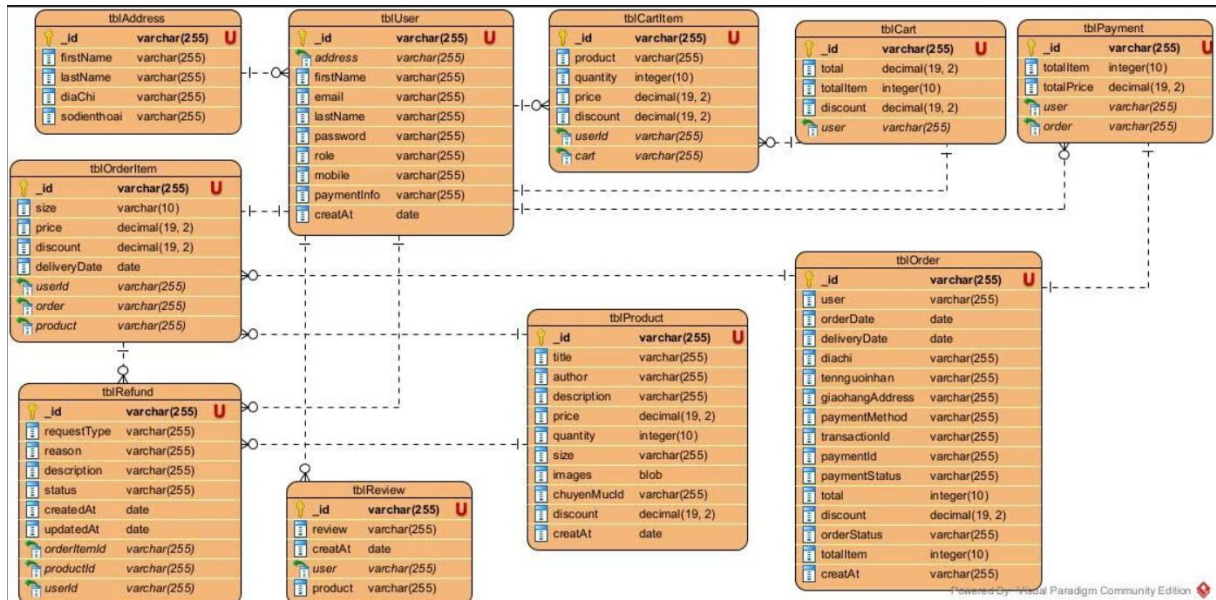 tblAddress
_id varchar(255) U
firstName varchar(255)
lastName varchar(255)
diaChi varchar(255)
sodienthoai varchar(255)
tblUser
_id varchar(255) U
address varchar(255)
firstName varchar(255)
email varchar(255)
lastName varchar(255)
password varchar(255)
role varchar(255)
mobile varchar(255)
paymentInfo varchar(255)
creatAt date
tblCartItem
_id varchar(255) U
product varchar(255)
quantity integer(10)
price decimal(19, 2)
discount decimal(19, 2)
userId varchar(255)
cart varchar(255)
tblCart
_id varchar(255) U
total decimal(19, 2)
totalItem integer(10)
discount decimal(19, 2)
user varchar(255)
tblPayment
_id varchar(255) U
totalItem integer(10)
totalPrice decimal(19, 2)
user varchar(255)
order varchar(255)
tblOrderItem
_id varchar(255) U
size varchar(10)
price decimal(19, 2)
discount decimal(19, 2)
deliveryDate date
userId varchar(255)
order varchar(255)
product varchar(255)
tblOrder
_id varchar(255) U
user varchar(255)
orderDate date
deliveryDate date
diachi varchar(255)
tennguoinhan varchar(255)
giaohangAddress varchar(255)
paymentMethod varchar(255)
transactionId varchar(255)
paymentId varchar(255)
paymentStatus varchar(255)
total integer(10)
discount decimal(19, 2)
orderStatus varchar(255)
totalItem integer(10)
creatAt varchar(255)
tblProduct
_id varchar(255) U
title varchar(255)
author varchar(255)
description varchar(255)
price decimal(19, 2)
quantity integer(10)
size varchar(255)
images blob
chuyenMucId varchar(255)
discount decimal(19, 2)
creatAt date
tblRefund
_id varchar(255) U
requestType varchar(255)
reason varchar(255)
description varchar(255)
status varchar(255)
createdAt date
updatedAt date
orderItemId varchar(255)
productId varchar(255)
userId varchar(255)
tblReview
_id varchar(255) U
review varchar(255)
creatAt date
user varchar(255)
product varchar(255)
Powered By: Visual Paradigm Community Edition